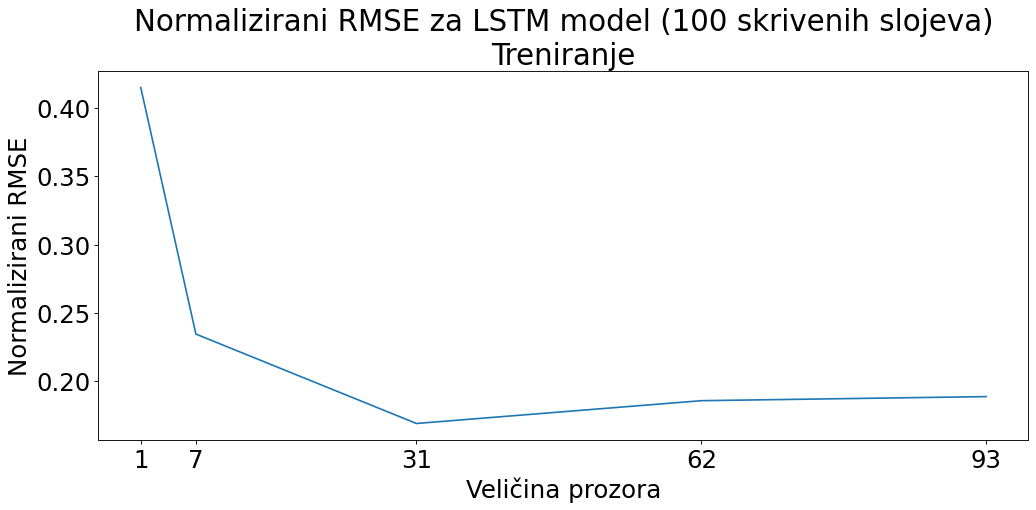 Normalizirani RMSE za LSTM model (100 skrivenih slojeva)
Treniranje
Normalizirani RMSE
0.40
0.35
0.30
0.25
0.20
1 7 31 62 93
Veličina prozora